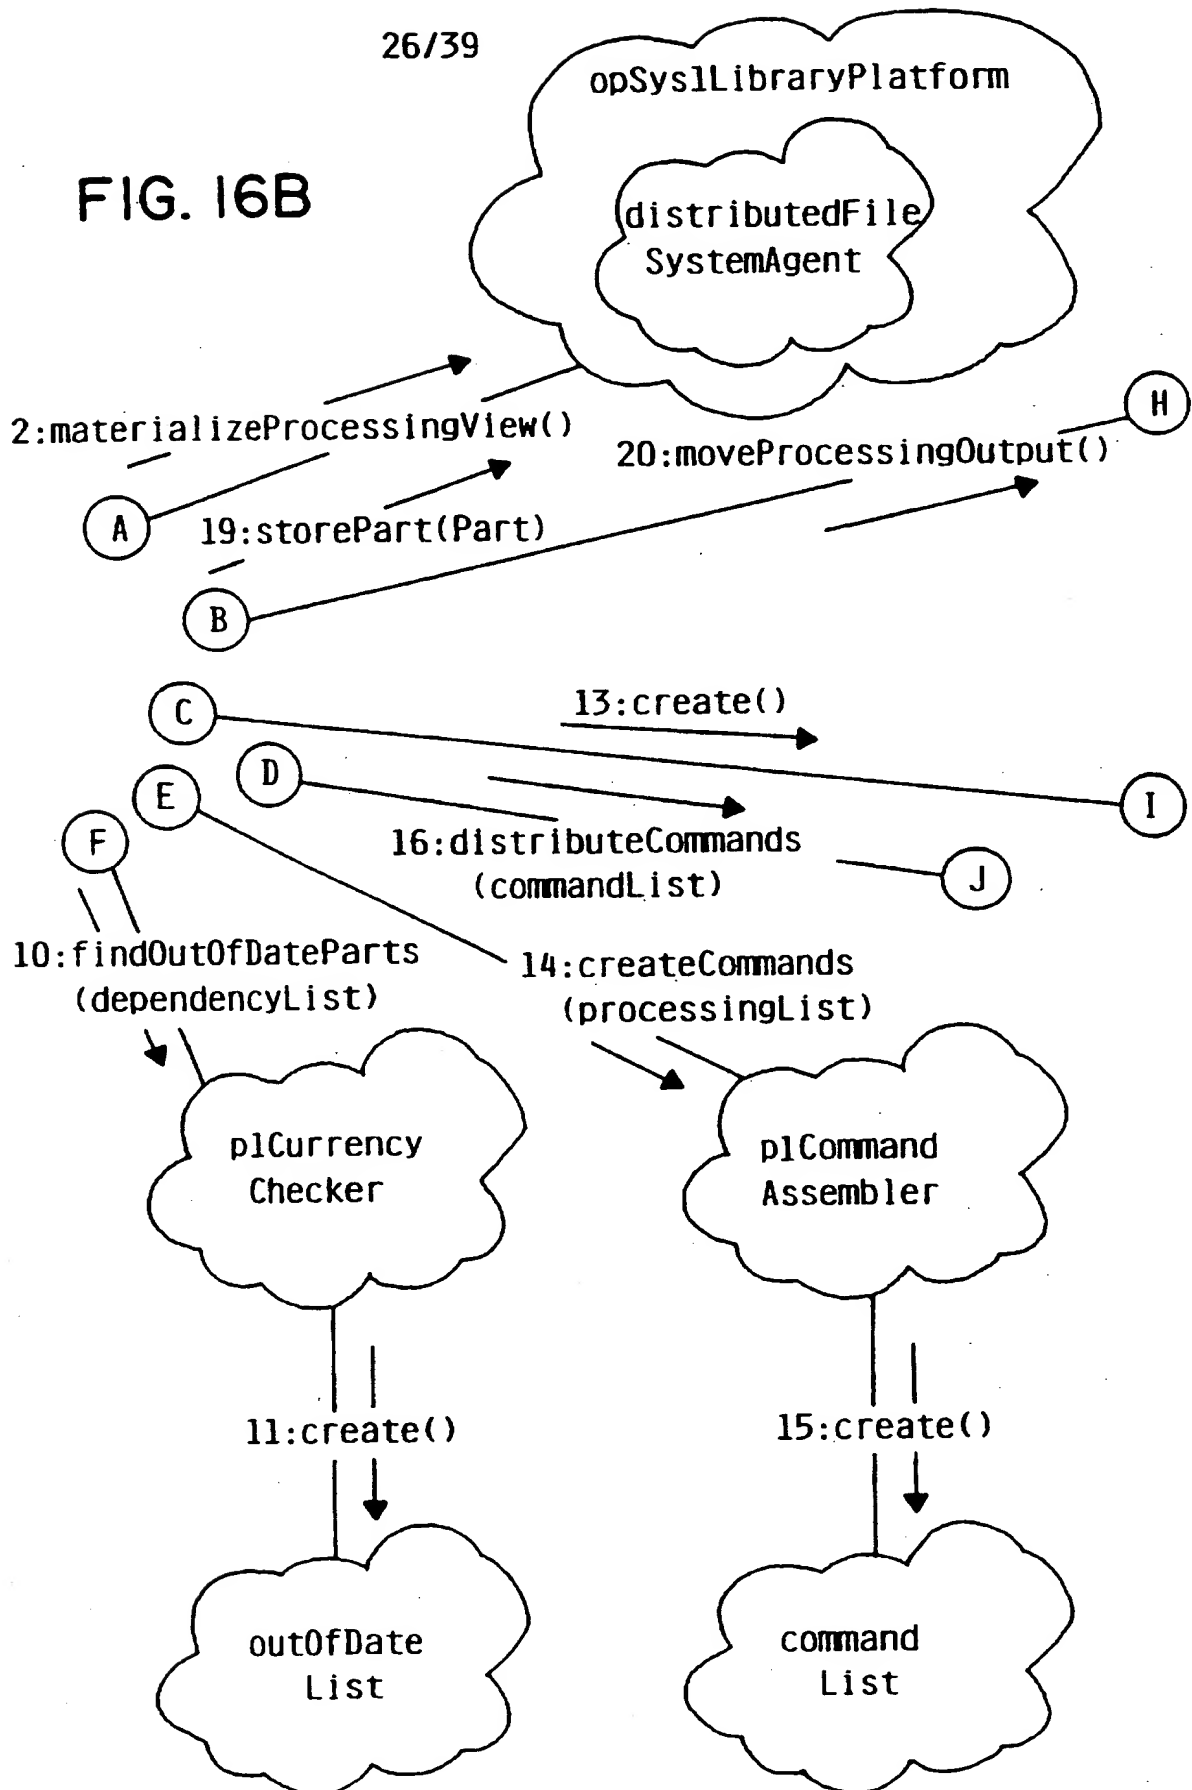 26/39
opSys1LibraryPlatform
FIG. 16B
distributedFile
SystemAgent
2:materializeProcessingView()
H
20:moveProcessingOutput()
A
19:storePart(Part)
B
C
13:create()
D
E
I
F
16:distributeCommands
(commandList)
J
10:findOutOfDateParts
(dependencyList)
14:createCommands
(processingList)
plCurrency
Checker
plCommand
Assembler
11:create()
15:create()
outOfDate
List
command
List